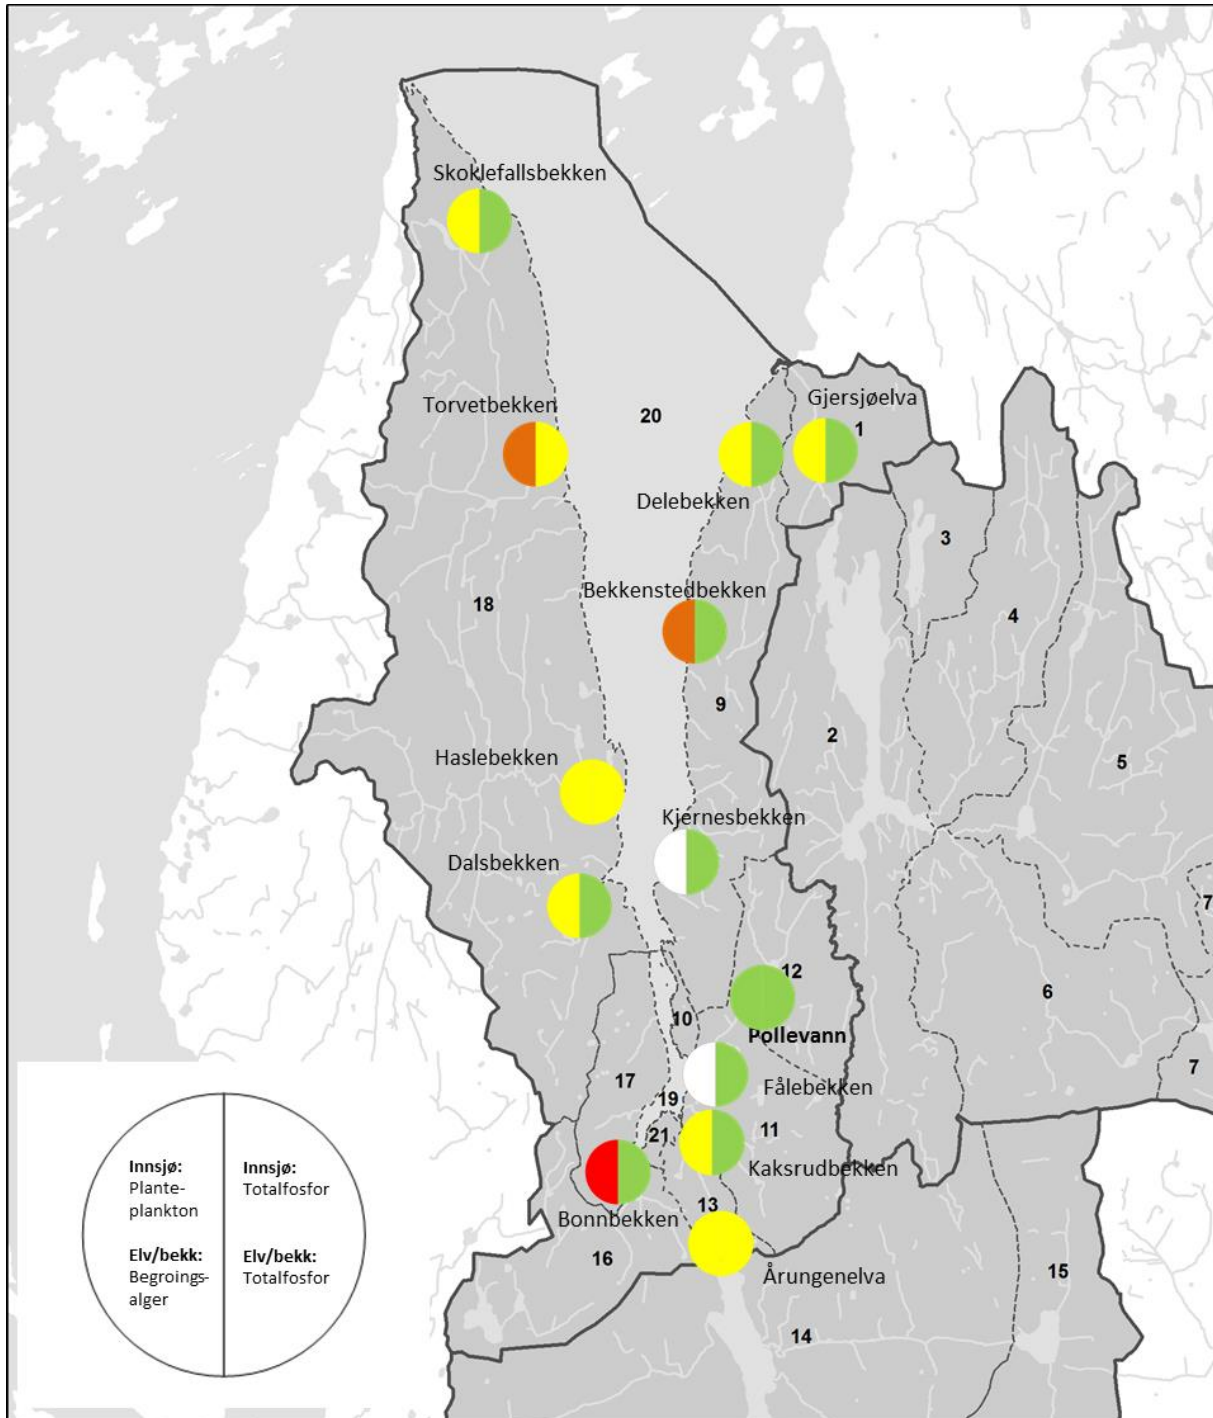 Skoklefallsbekken
Torvetbekken
20
Gjersjøelva
1
Delebekken
3
Bekkenstedbekken
18
4
9
2
5
Haslebekken
Kjernesbekken
Dalsbekken
7
12
6
10
Pollevann
7
17
Fålebekken
19
11
21
Kaksrudbekken
13
Bonnbekken
16
Årungenelva
15
14
Innsjø:
Plante-
plankton
Elv/bekk:
Begroings-
alger
Innsjø:
Totalfosfor
Elv/bekk:
Totalfosfor